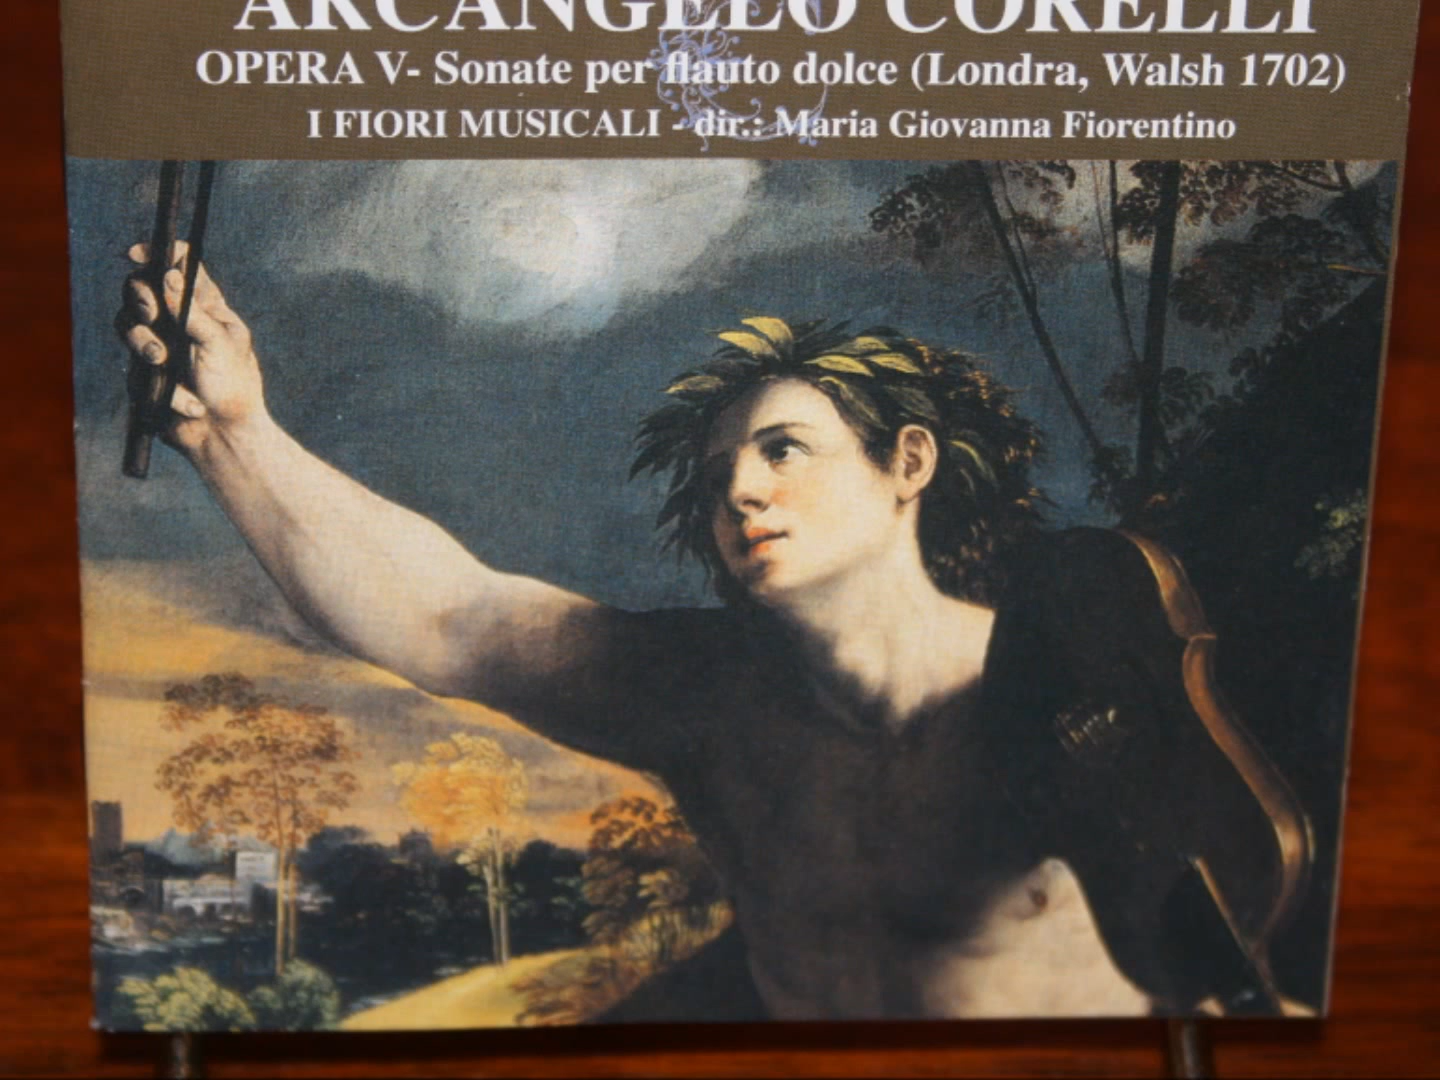 ARCANGELO CORELLI
OPERA V- Sonate per flauto dolce (Londra, Walsh 1702)
I FIORI MUSICALI - dir.: Maria Giovanna Fiorentino